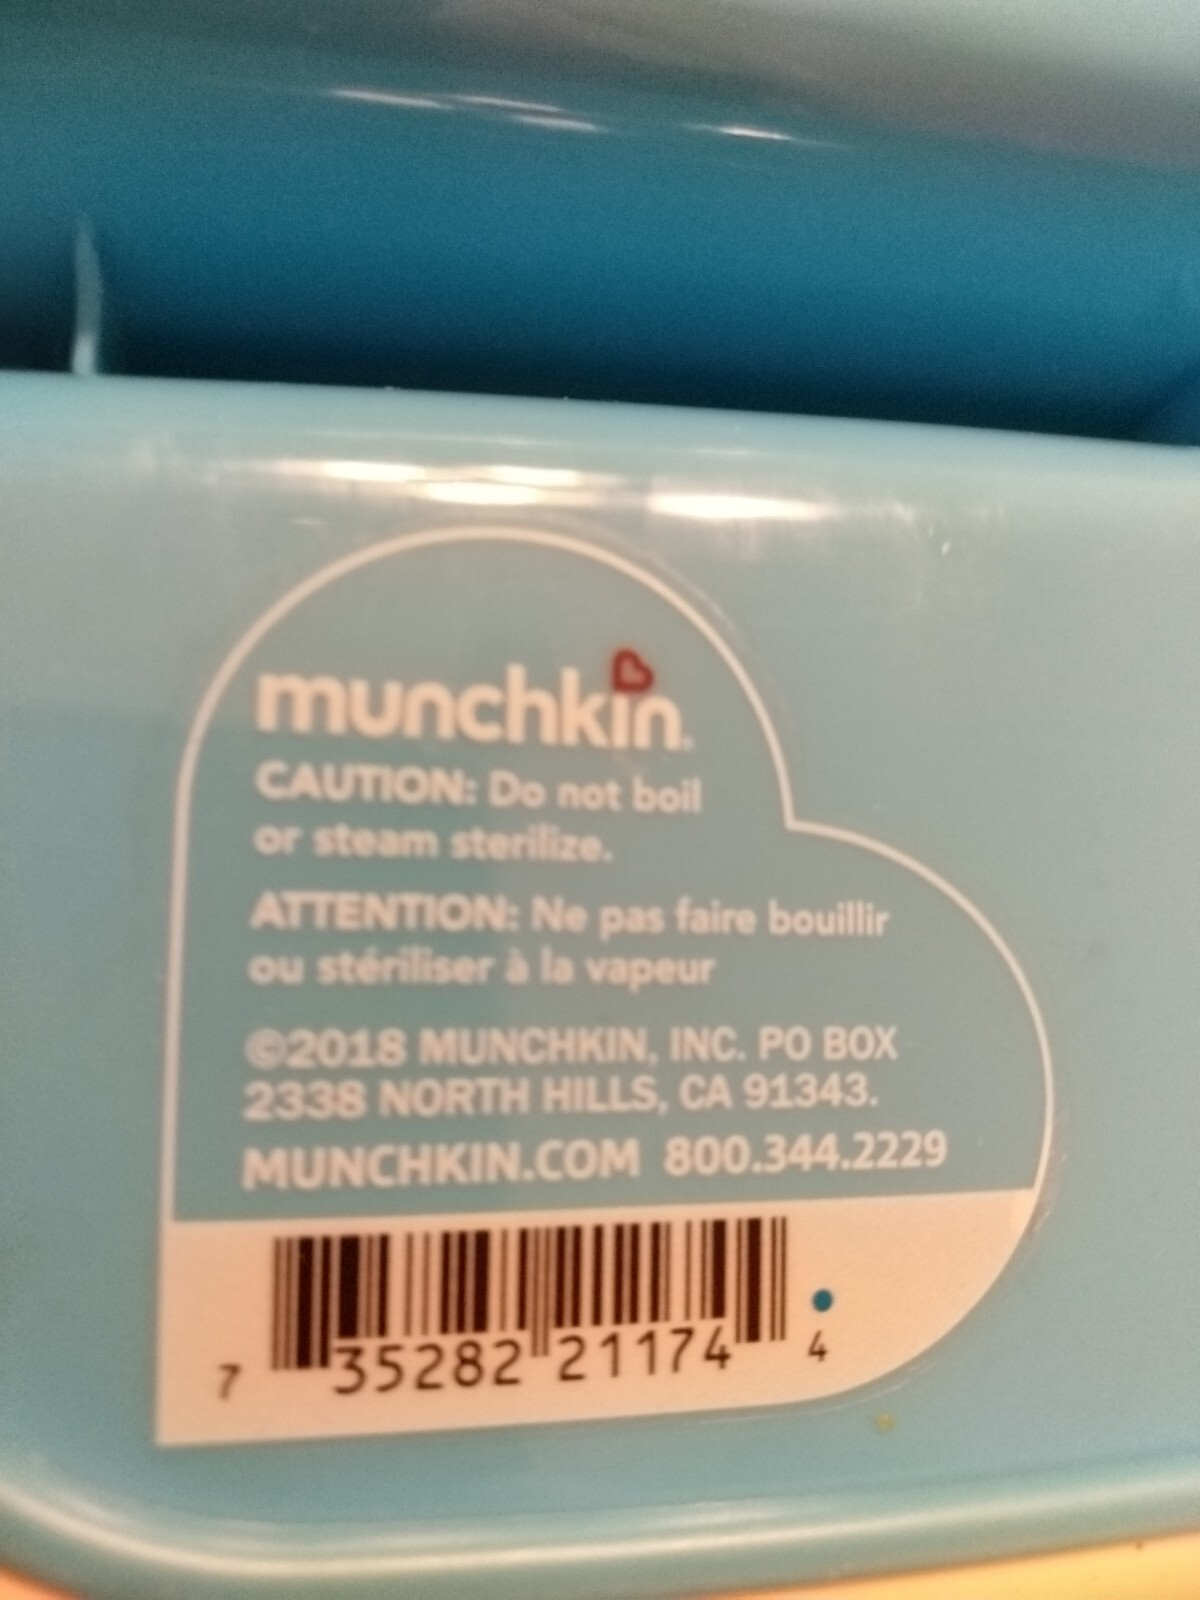 munchkin®
CAUTION: Do not boil
or steam sterilize.
ATTENTION: Ne pas faire bouillir
ou stériliser à la vapeur
©2018 MUNCHKIN, INC. PO BOX
2338 NORTH HILLS, CA 91343.
MUNCHKIN.COM 800.344.2229
7 35282 21174 4